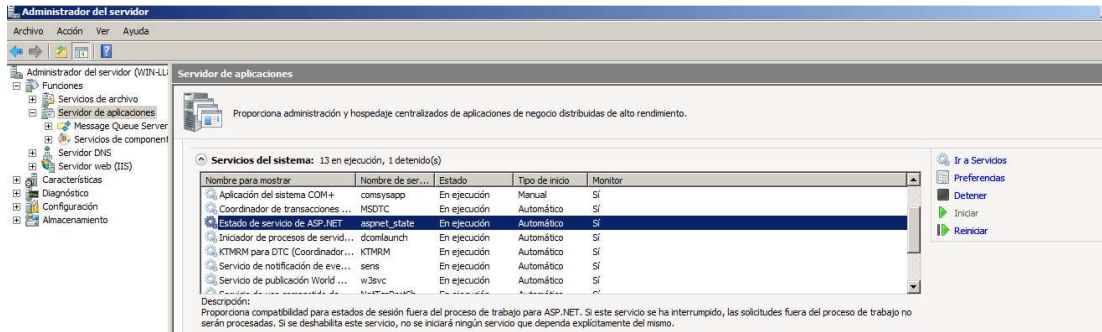 Administrador del servidor
Archivo Acción Ver Ayuda
Administrador del servidor (WIN-LL
Funciones
Servicios de archivo
Servidor de aplicaciones
Message Queue Server
Servicios de component
Servidor DNS
Servidor web (IIS)
Características
Diagnóstico
Configuración
Almacenamiento
Servidor de aplicaciones
Proporciona administración y hospedaje centralizados de aplicaciones de negocio distribuidas de alto rendimiento.
Servicios del sistema: 13 en ejecución, 1 detenido(s)
Nombre para mostrar Nombre de ser... Estado Tipo de inicio Monitor
Aplicación del sistema COM+ comsysapp En ejecución Manual Sí
Coordinador de transacciones ... MSDTC En ejecución Automático Sí
Estado de servicio de ASP.NET aspnet_state En ejecución Automático Sí
Iniciador de procesos de servid... dcomlaunch En ejecución Automático Sí
KTMRM para DTC (Coordinador... KTMRM En ejecución Automático Sí
Servicio de notificación de eve... sens En ejecución Automático Sí
Servicio de publicación World ... w3svc En ejecución Automático Sí
Descripción:
Proporciona compatibilidad para estados de sesión fuera del proceso de trabajo para ASP.NET. Si este servicio se ha interrumpido, las solicitudes fuera del proceso de trabajo no
serán procesadas. Si se deshabilita este servicio, no se iniciará ningún servicio que dependa explícitamente del mismo.
Ir a Servicios
Preferencias
Detener
Iniciar
Reiniciar